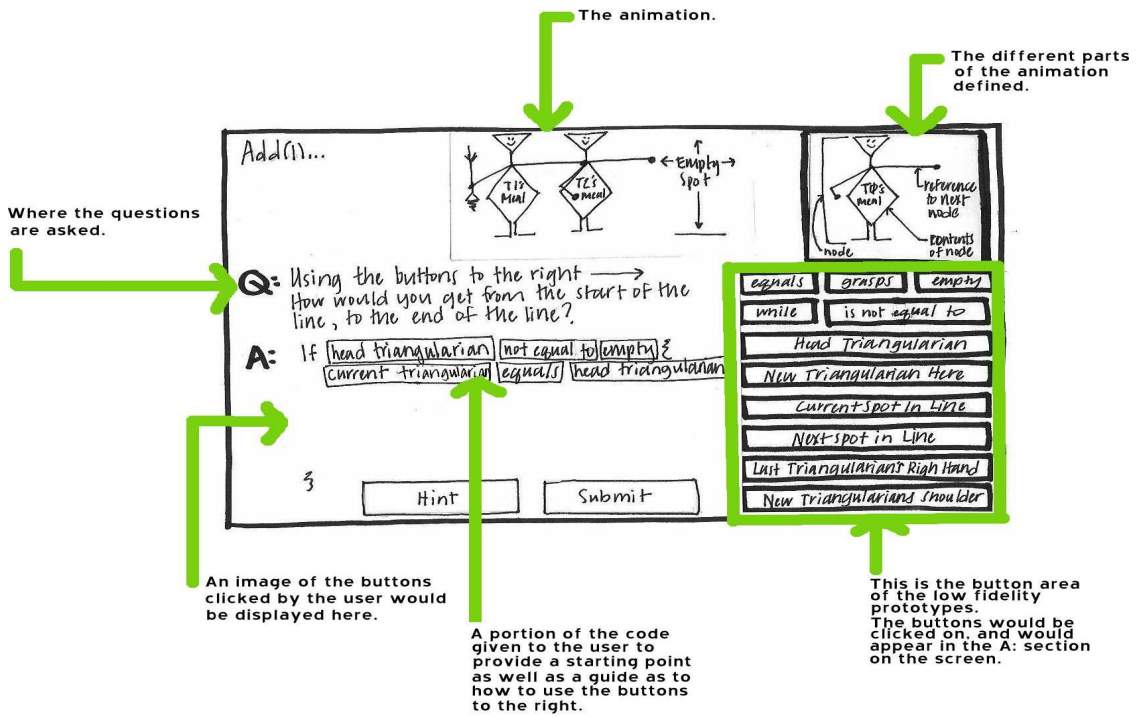 The animation.
The different parts
of the animation
defined.
Add(1)...
T1's
Meal
T2's
Meal
Empty
Spot
T1's
meal
reference
to next
node
contents
of node
node
Where the questions
are asked.
Q: Using the buttons to the right
How would you get from the start of the
line, to the end of the line?
A: If head triangularian not equal to empty {
current triangularian equals head triangularian
}
Hint Submit
equals grasps empty
while is not equal to
Head Triangularian
New Triangularian Here
Current Spot In Line
Next spot in Line
Last Triangularian's Righ Hand
New Triangularians Shoulder
An image of the buttons
clicked by the user would
be displayed here.
A portion of the code
given to the user to
provide a starting point
as well as a guide as to
how to use the buttons
to the right.
This is the button area
of the low fidelity
prototypes.
The buttons would be
clicked on, and would
appear in the A: section
on the screen.